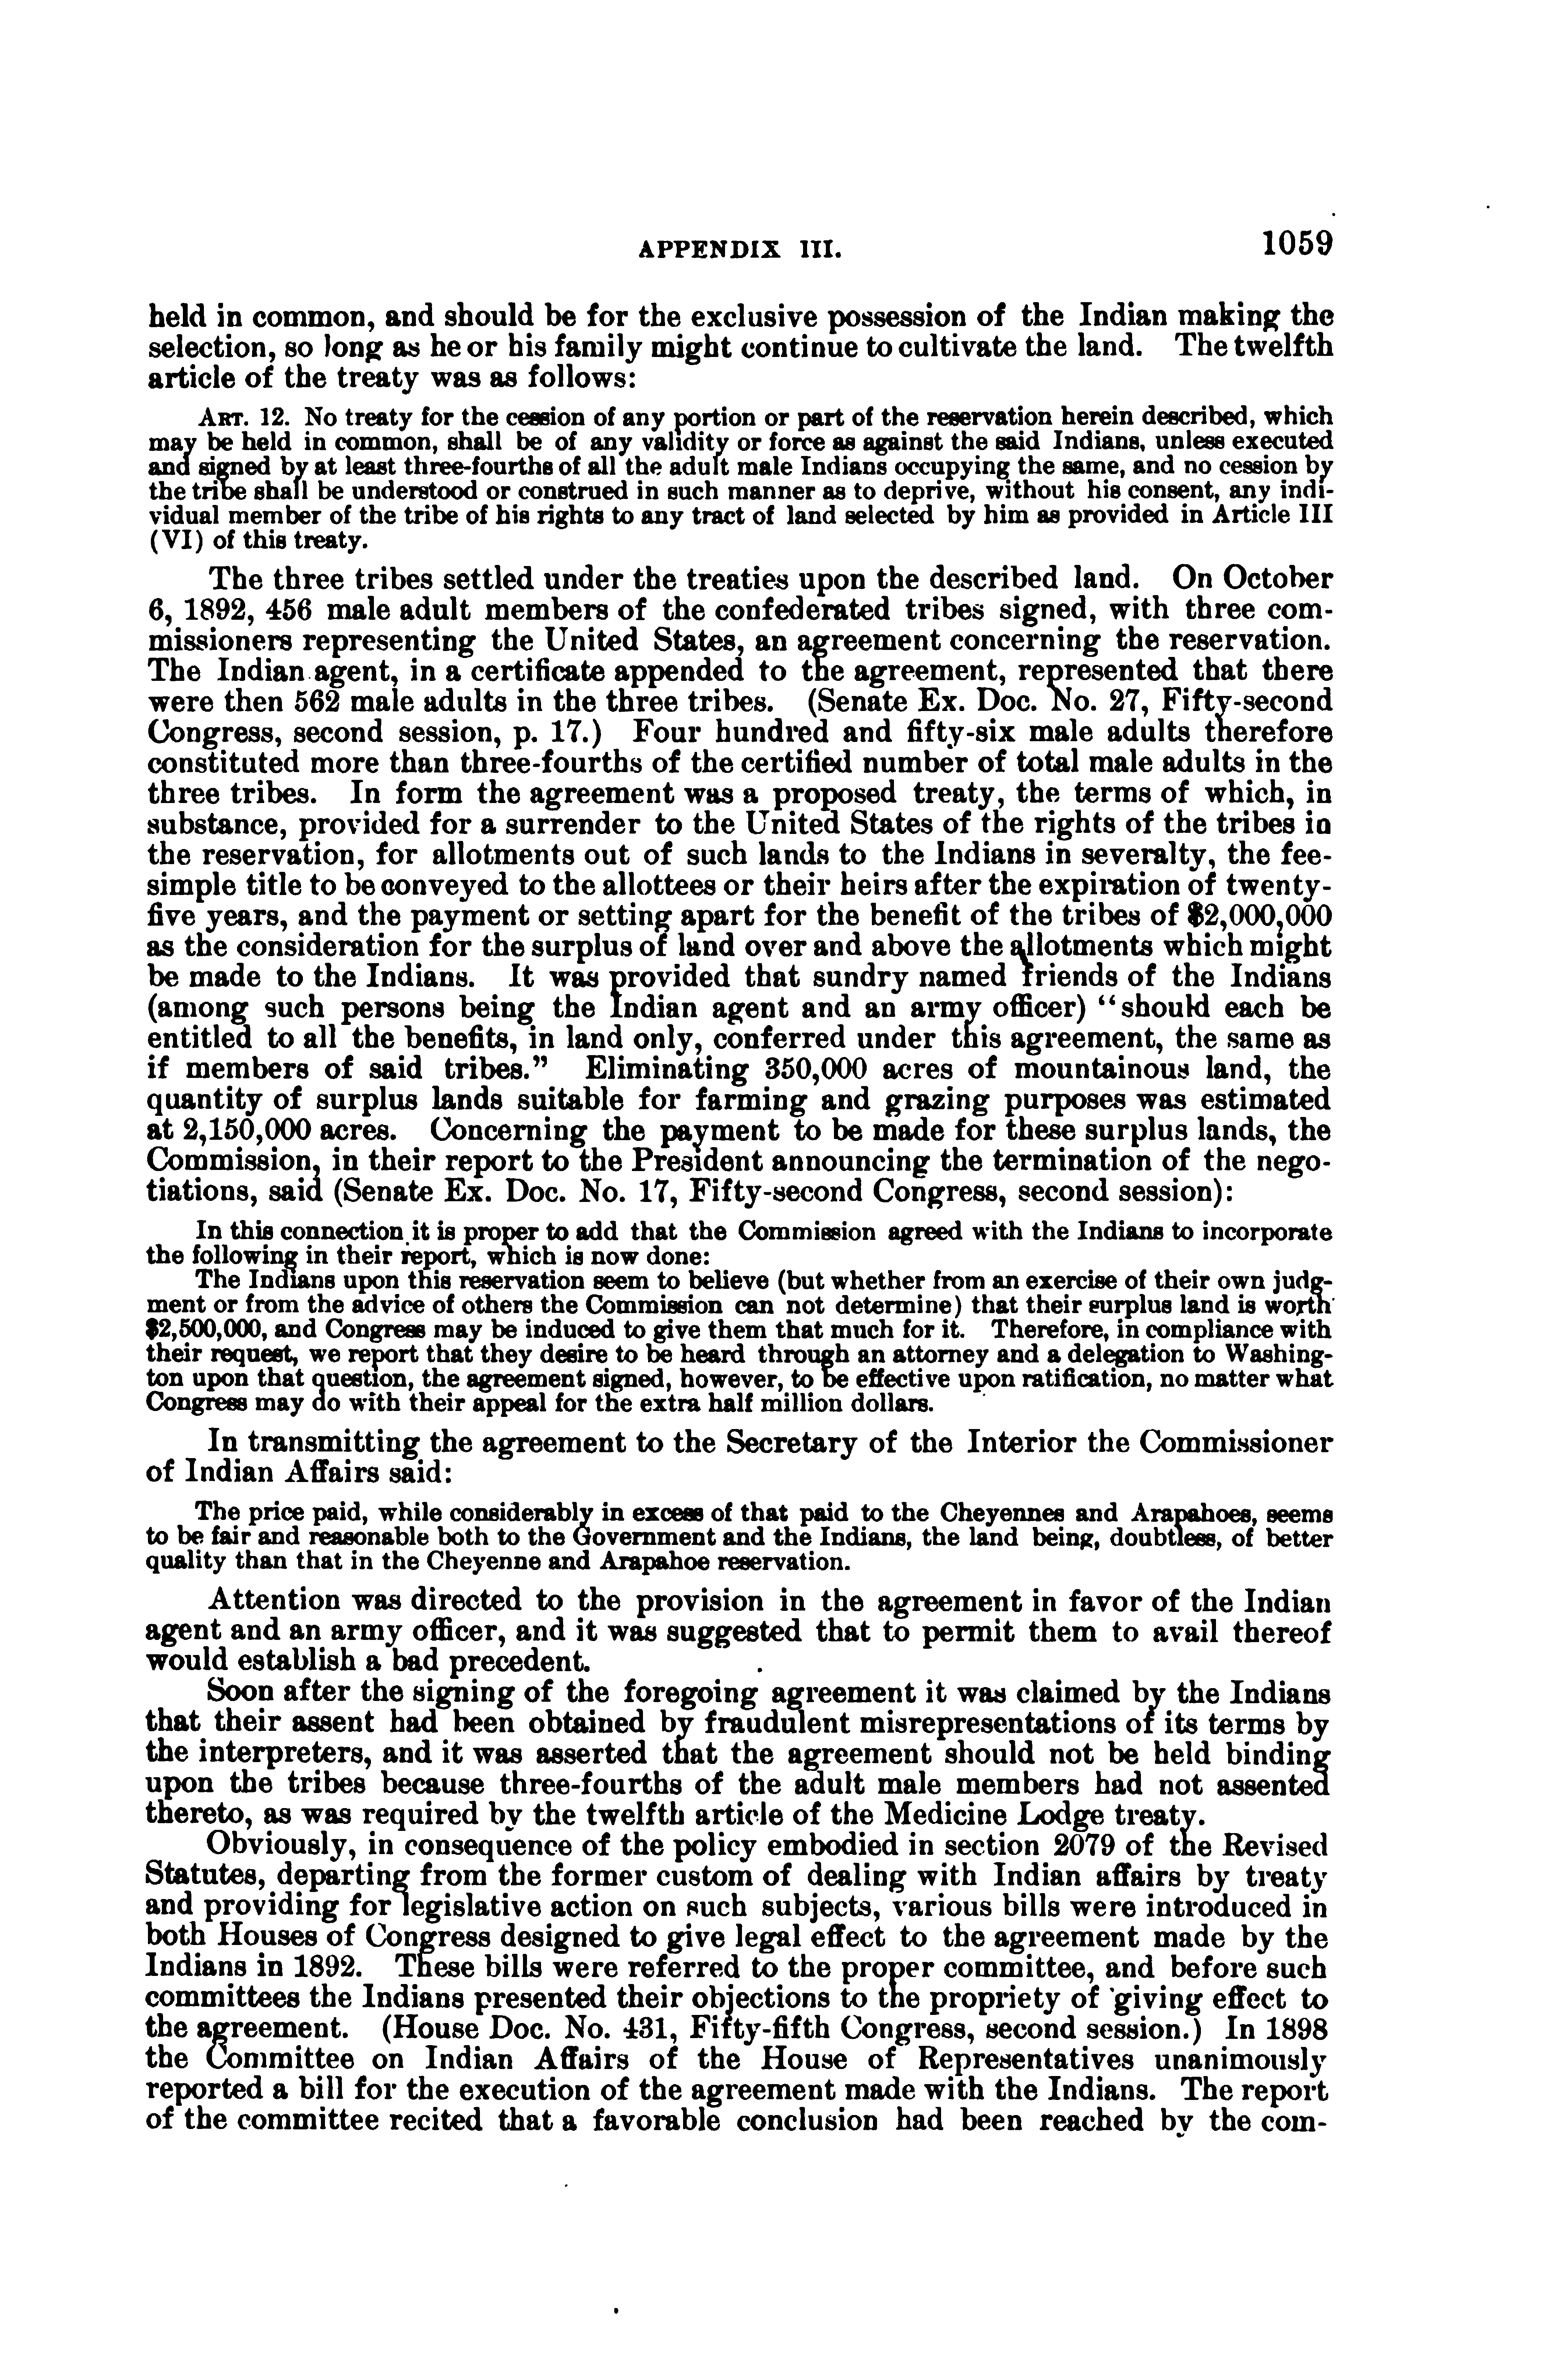 APPENDIX III. 1059
held in common, and should be for the exclusive possession of the Indian making the
selection, so long as he or his family might continue to cultivate the land. The twelfth
article of the treaty was as follows:
ART. 12. No treaty for the cession of any portion or part of the reservation herein described, which
may be held in common, shall be of any validity or force as against the said Indians, unless executed
and signed by at least three-fourths of all the adult male Indians occupying the same, and no cession by
the tribe shall be understood or construed in such manner as to deprive, without his consent, any indi-
vidual member of the tribe of his rights to any tract of land selected by him as provided in Article III
(VI) of this treaty.
The three tribes settled under the treaties upon the described land. On October
6, 1892, 456 male adult members of the confederated tribes signed, with three com-
missioners representing the United States, an agreement concerning the reservation.
The Indian agent, in a certificate appended to the agreement, represented that there
were then 562 male adults in the three tribes. (Senate Ex. Doc. No. 27, Fifty-second
Congress, second session, p. 17.) Four hundred and fifty-six male adults therefore
constituted more than three-fourths of the certified number of total male adults in the
three tribes. In form the agreement was a proposed treaty, the terms of which, in
substance, provided for a surrender to the United States of the rights of the tribes in
the reservation, for allotments out of such lands to the Indians in severalty, the fee-
simple title to be conveyed to the allottees or their heirs after the expiration of twenty-
five years, and the payment or setting apart for the benefit of the tribes of $2,000,000
as the consideration for the surplus of land over and above the allotments which might
be made to the Indians. It was provided that sundry named friends of the Indians
(among such persons being the Indian agent and an army officer) "should each be
entitled to all the benefits, in land only, conferred under this agreement, the same as
if members of said tribes." Eliminating 350,000 acres of mountainous land, the
quantity of surplus lands suitable for farming and grazing purposes was estimated
at 2,150,000 acres. Concerning the payment to be made for these surplus lands, the
Commission, in their report to the President announcing the termination of the nego-
tiations, said (Senate Ex. Doc. No. 17, Fifty-second Congress, second session):
In this connection it is proper to add that the Commission agreed with the Indians to incorporate
the following in their report, which is now done:
The Indians upon this reservation seem to believe (but whether from an exercise of their own judg-
ment or from the advice of others the Commission can not determine) that their surplus land is worth
$2,500,000, and Congress may be induced to give them that much for it. Therefore, in compliance with
their request, we report that they desire to be heard through an attorney and a delegation to Washing-
ton upon that question, the agreement signed, however, to be effective upon ratification, no matter what
Congress may do with their appeal for the extra half million dollars.
In transmitting the agreement to the Secretary of the Interior the Commissioner
of Indian Affairs said:
The price paid, while considerably in excess of that paid to the Cheyennes and Arapahoes, seems
to be fair and reasonable both to the Government and the Indians, the land being, doubtless, of better
quality than that in the Cheyenne and Arapahoe reservation.
Attention was directed to the provision in the agreement in favor of the Indian
agent and an army officer, and it was suggested that to permit them to avail thereof
would establish a bad precedent.
Soon after the signing of the foregoing agreement it was claimed by the Indians
that their assent had been obtained by fraudulent misrepresentations of its terms by
the interpreters, and it was asserted that the agreement should not be held binding
upon the tribes because three-fourths of the adult male members had not assented
thereto, as was required by the twelfth article of the Medicine Lodge treaty.
Obviously, in consequence of the policy embodied in section 2079 of the Revised
Statutes, departing from the former custom of dealing with Indian affairs by treaty
and providing for legislative action on such subjects, various bills were introduced in
both Houses of Congress designed to give legal effect to the agreement made by the
Indians in 1892. These bills were referred to the proper committee, and before such
committees the Indians presented their objections to the propriety of giving effect to
the agreement. (House Doc. No. 431, Fifty-fifth Congress, second session.) In 1898
the Committee on Indian Affairs of the House of Representatives unanimously
reported a bill for the execution of the agreement made with the Indians. The report
of the committee recited that a favorable conclusion had been reached by the com-